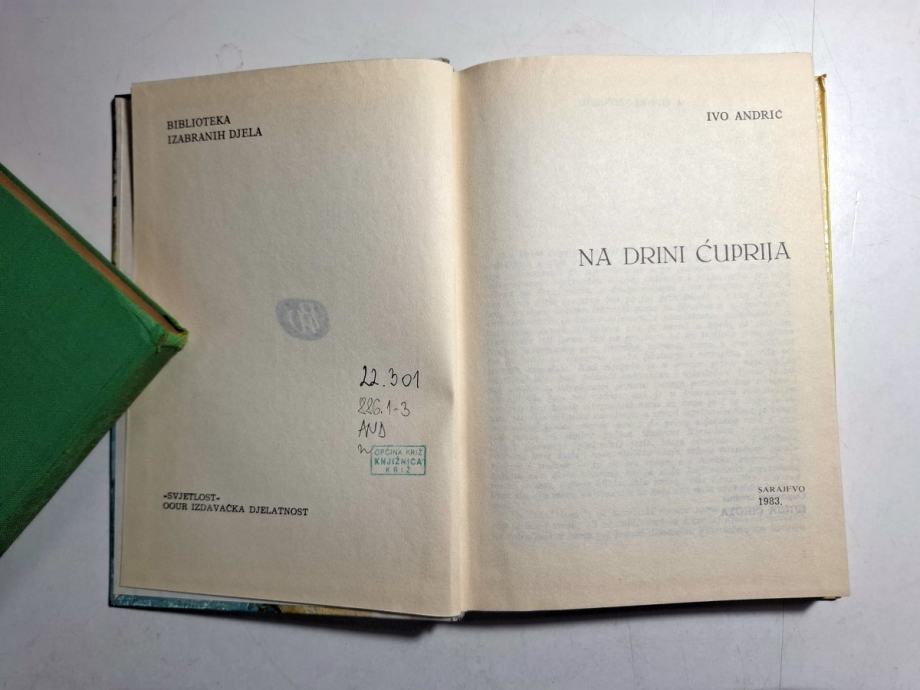 BIBLIOTEKA
IZABRANIH DJELA
22.301
886.1-3
AND
n
OPĆINA KRIŽ
KNJIŽNICA
KRIŽ
»SVJETLOST«
OOUR IZDAVAČKA DJELATNOST
IVO ANDRIĆ
NA DRINI ĆUPRIJA
SARAJEVO
1983.